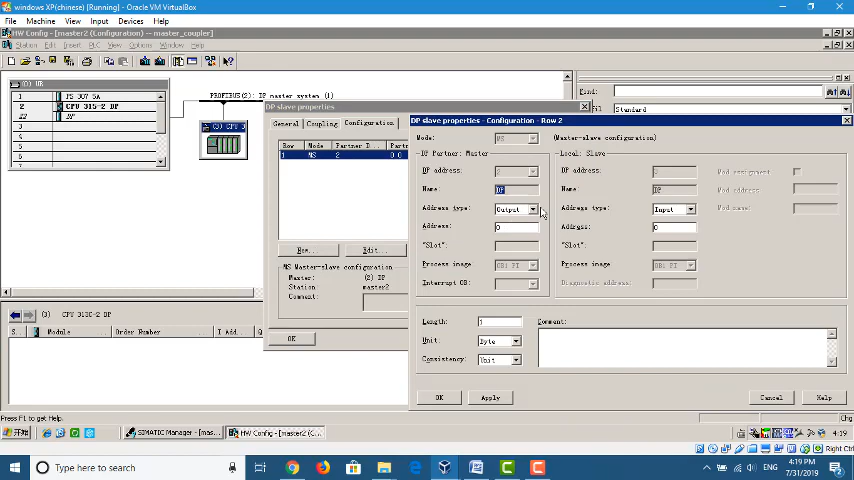 windows XP(chinese) [Running] - Oracle VM VirtualBox
File Machine View Input Devices Help
HW Config - [master2 (Configuration) -- master_coupler]
Station Edit Insert PLC View Options Window Help
(0) UR
1 PS 307 5A
2 CPU 315-2 DP
X2 DP
3
4
5
6
PROFIBUS(2): DP master system (1)
(3) CPU 3
Find:
Standard
DP slave properties
General Coupling Configuration
Row Mode Partner D...
1 MS 2 0 0
New... Edit...
MS Master-slave configuration
Master: (2) DP
Station: master2
Comment:
OK
DP slave properties - Configuration - Row 2
Mode: MS (Master-slave configuration)
DP Partner: Master Local: Slave
DP address: 2 DP address: 3 Mod assignment
Name: DP Name: DP Mod address
Address type: Output Address type: Input Mod name:
Address: 0 Address: 0
"Slot": "Slot":
Process image OB1 PI Process image OB1 PI
Interrupt OB: Diagnostic address:
Length: 1 Comment:
Unit: Byte
Consistency: Unit
OK Apply Cancel Help
(3) CPU 313C-2 DP
S... Module ... Order Number ... I Add...
Press F1 to get Help.
开始 SIMATIC Manager - [mas... HW Config - [master2 (C... 4:19
Right Ctrl
Type here to search
ENG
4:19 PM
7/31/2019